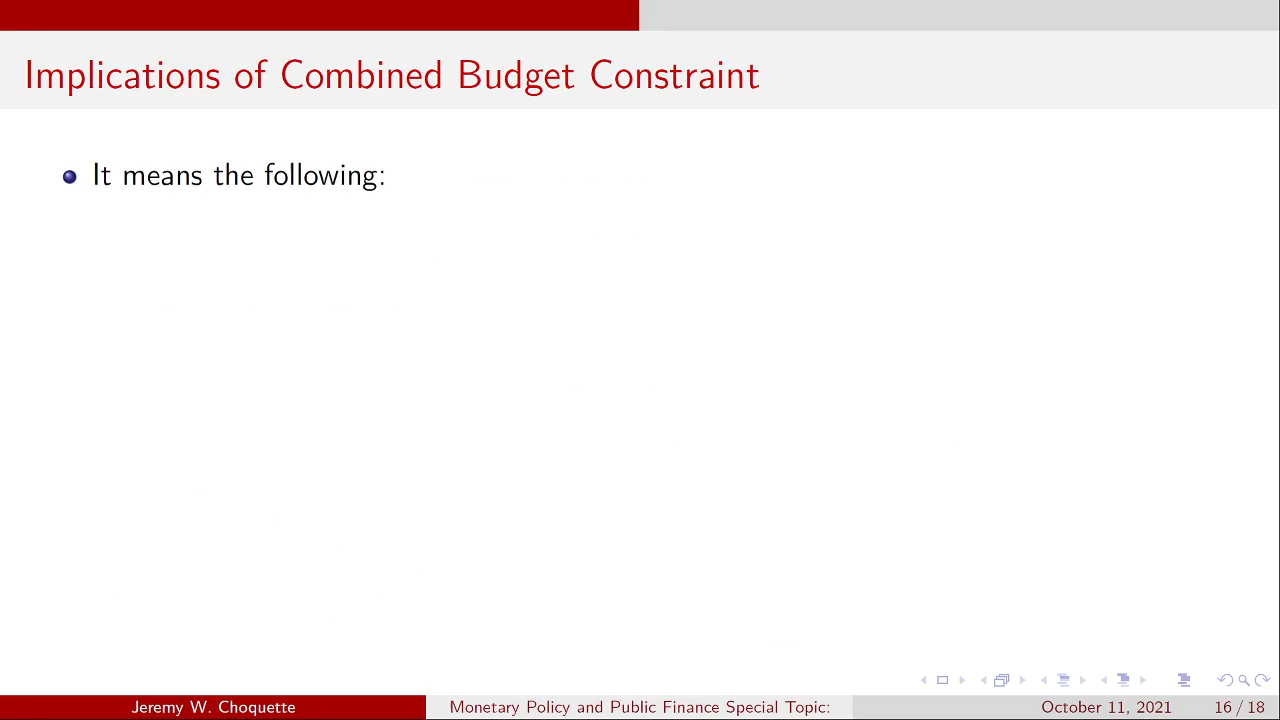 Implications of Combined Budget Constraint
It means the following:
Jeremy W. Choquette
Monetary Policy and Public Finance Special Topic:
October 11, 2021
16 / 18